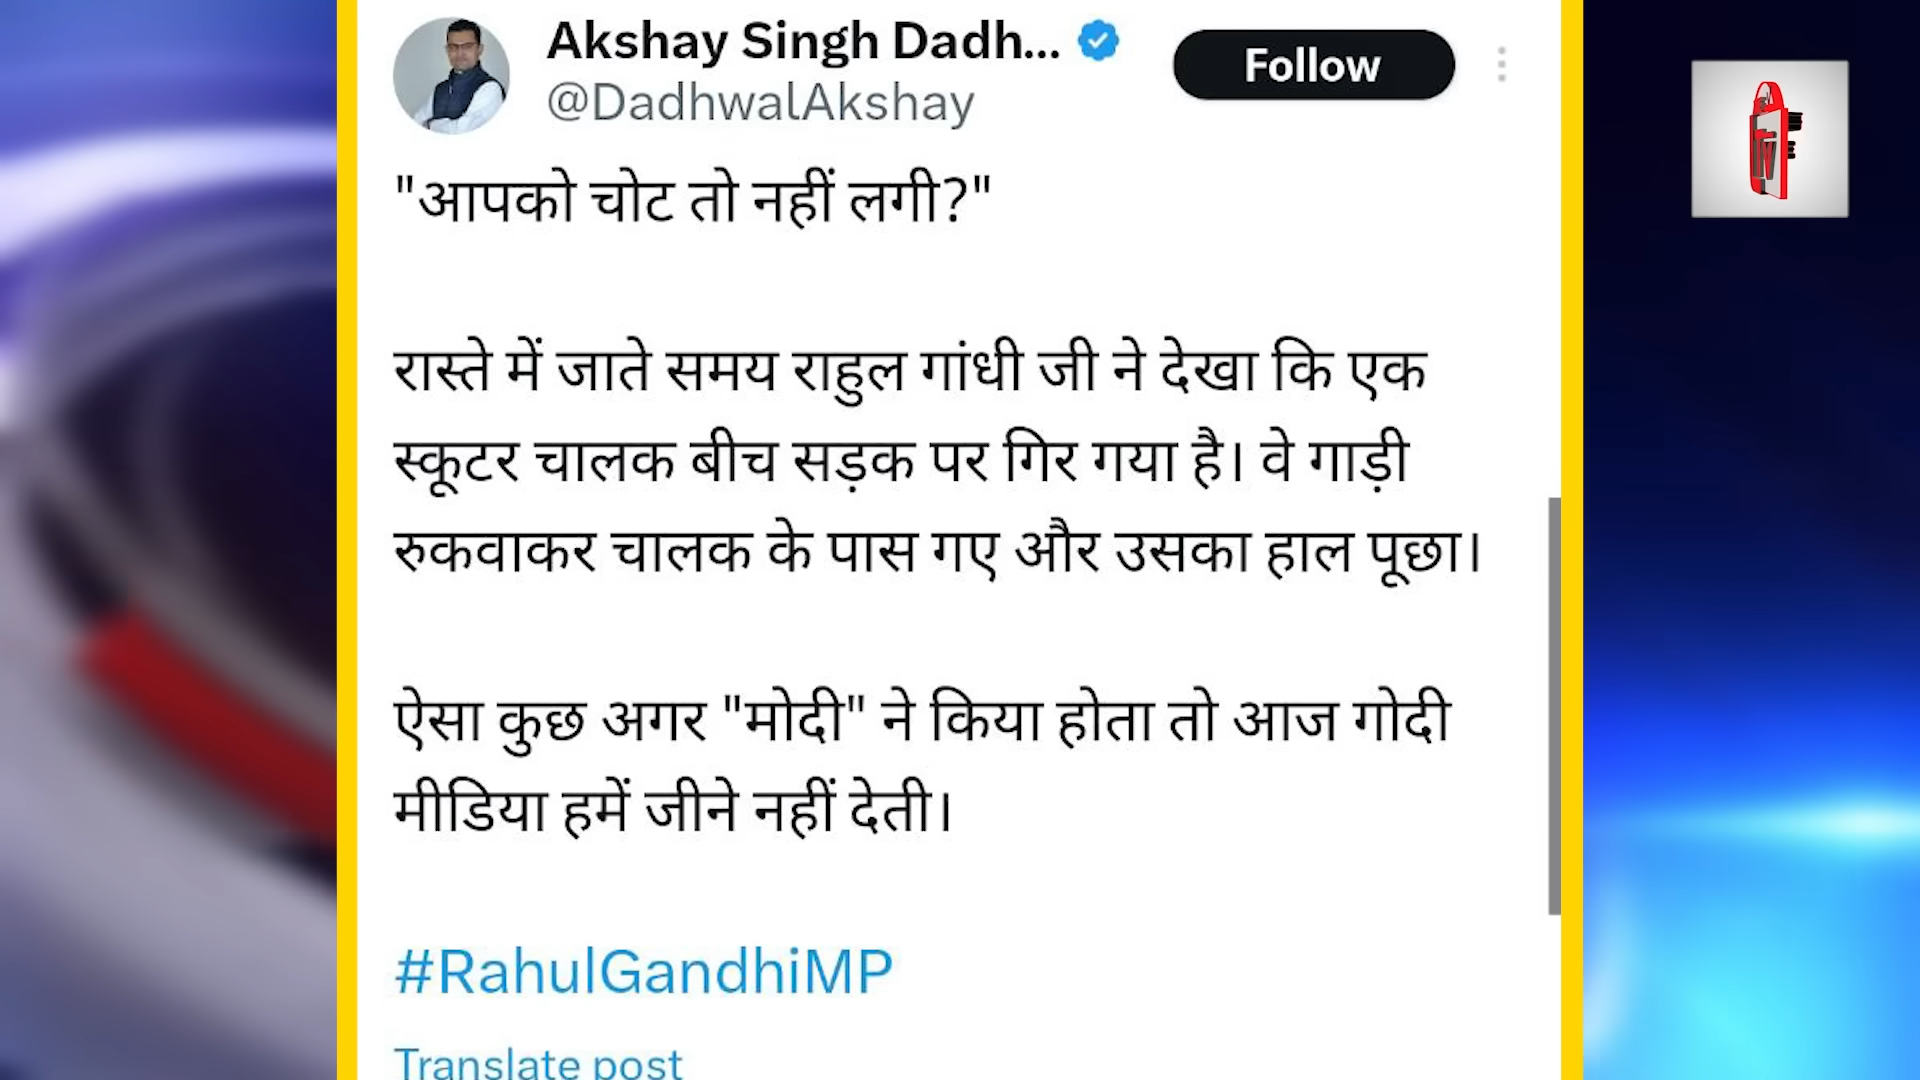 Akshay Singh Dadh...
@DadhwalAkshay
Follow
"आपको चोट तो नहीं लगी?"
रास्ते में जाते समय राहुल गांधी जी ने देखा कि एक
स्कूटर चालक बीच सड़क पर गिर गया है। वे गाड़ी
रुकवाकर चालक के पास गए और उसका हाल पूछा।
ऐसा कुछ अगर "मोदी" ने किया होता तो आज गोदी
मीडिया हमें जीने नहीं देती।
#RahulGandhiMP
Translate post